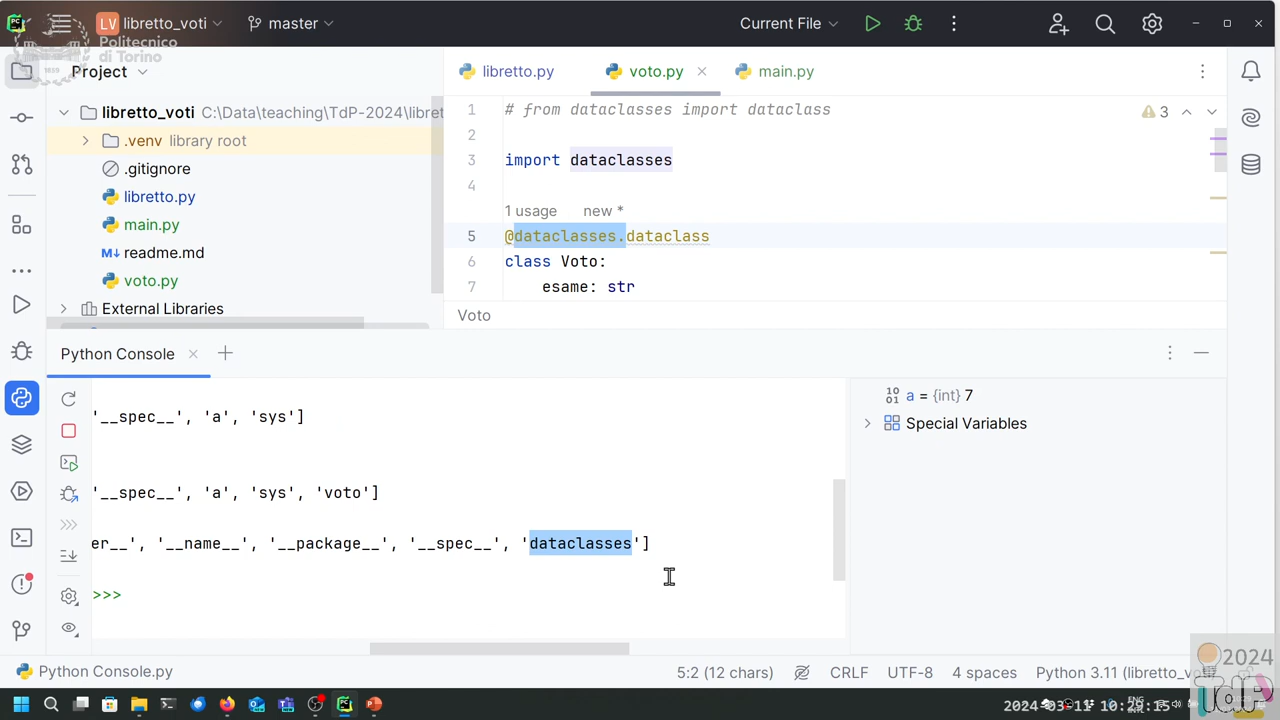 LV libretto_voti master Current File
Politecnico
di Torino
Project
libretto.py voto.py main.py
libretto_voti C:\Data\teaching\TdP-2024\libret
.venv library root
.gitignore
libretto.py
main.py
readme.md
voto.py
External Libraries
1 # from dataclasses import dataclass
3
2
3 import dataclasses
4
1 usage new *
5 @dataclasses.dataclass
6 class Voto:
7 esame: str
Voto
Python Console
'__spec__', 'a', 'sys']
'__spec__', 'a', 'sys', 'voto']
er__', '__name__', '__package__', '__spec__', 'dataclasses']
>>>
a = {int} 7
Special Variables
Python Console.py
5:2 (12 chars) CRLF UTF-8 4 spaces Python 3.11 (libretto_vo
2024
TdP